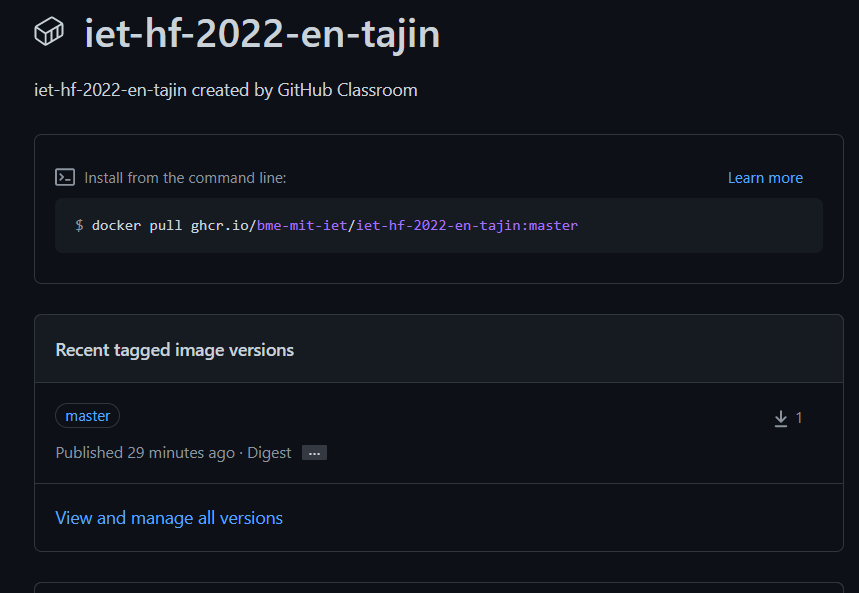 iet-hf-2022-en-tajin
iet-hf-2022-en-tajin created by GitHub Classroom
Install from the command line:
Learn more
$ docker pull ghcr.io/bme-mit-iet/iet-hf-2022-en-tajin:master
Recent tagged image versions
master
1
Published 29 minutes ago · Digest ...
View and manage all versions